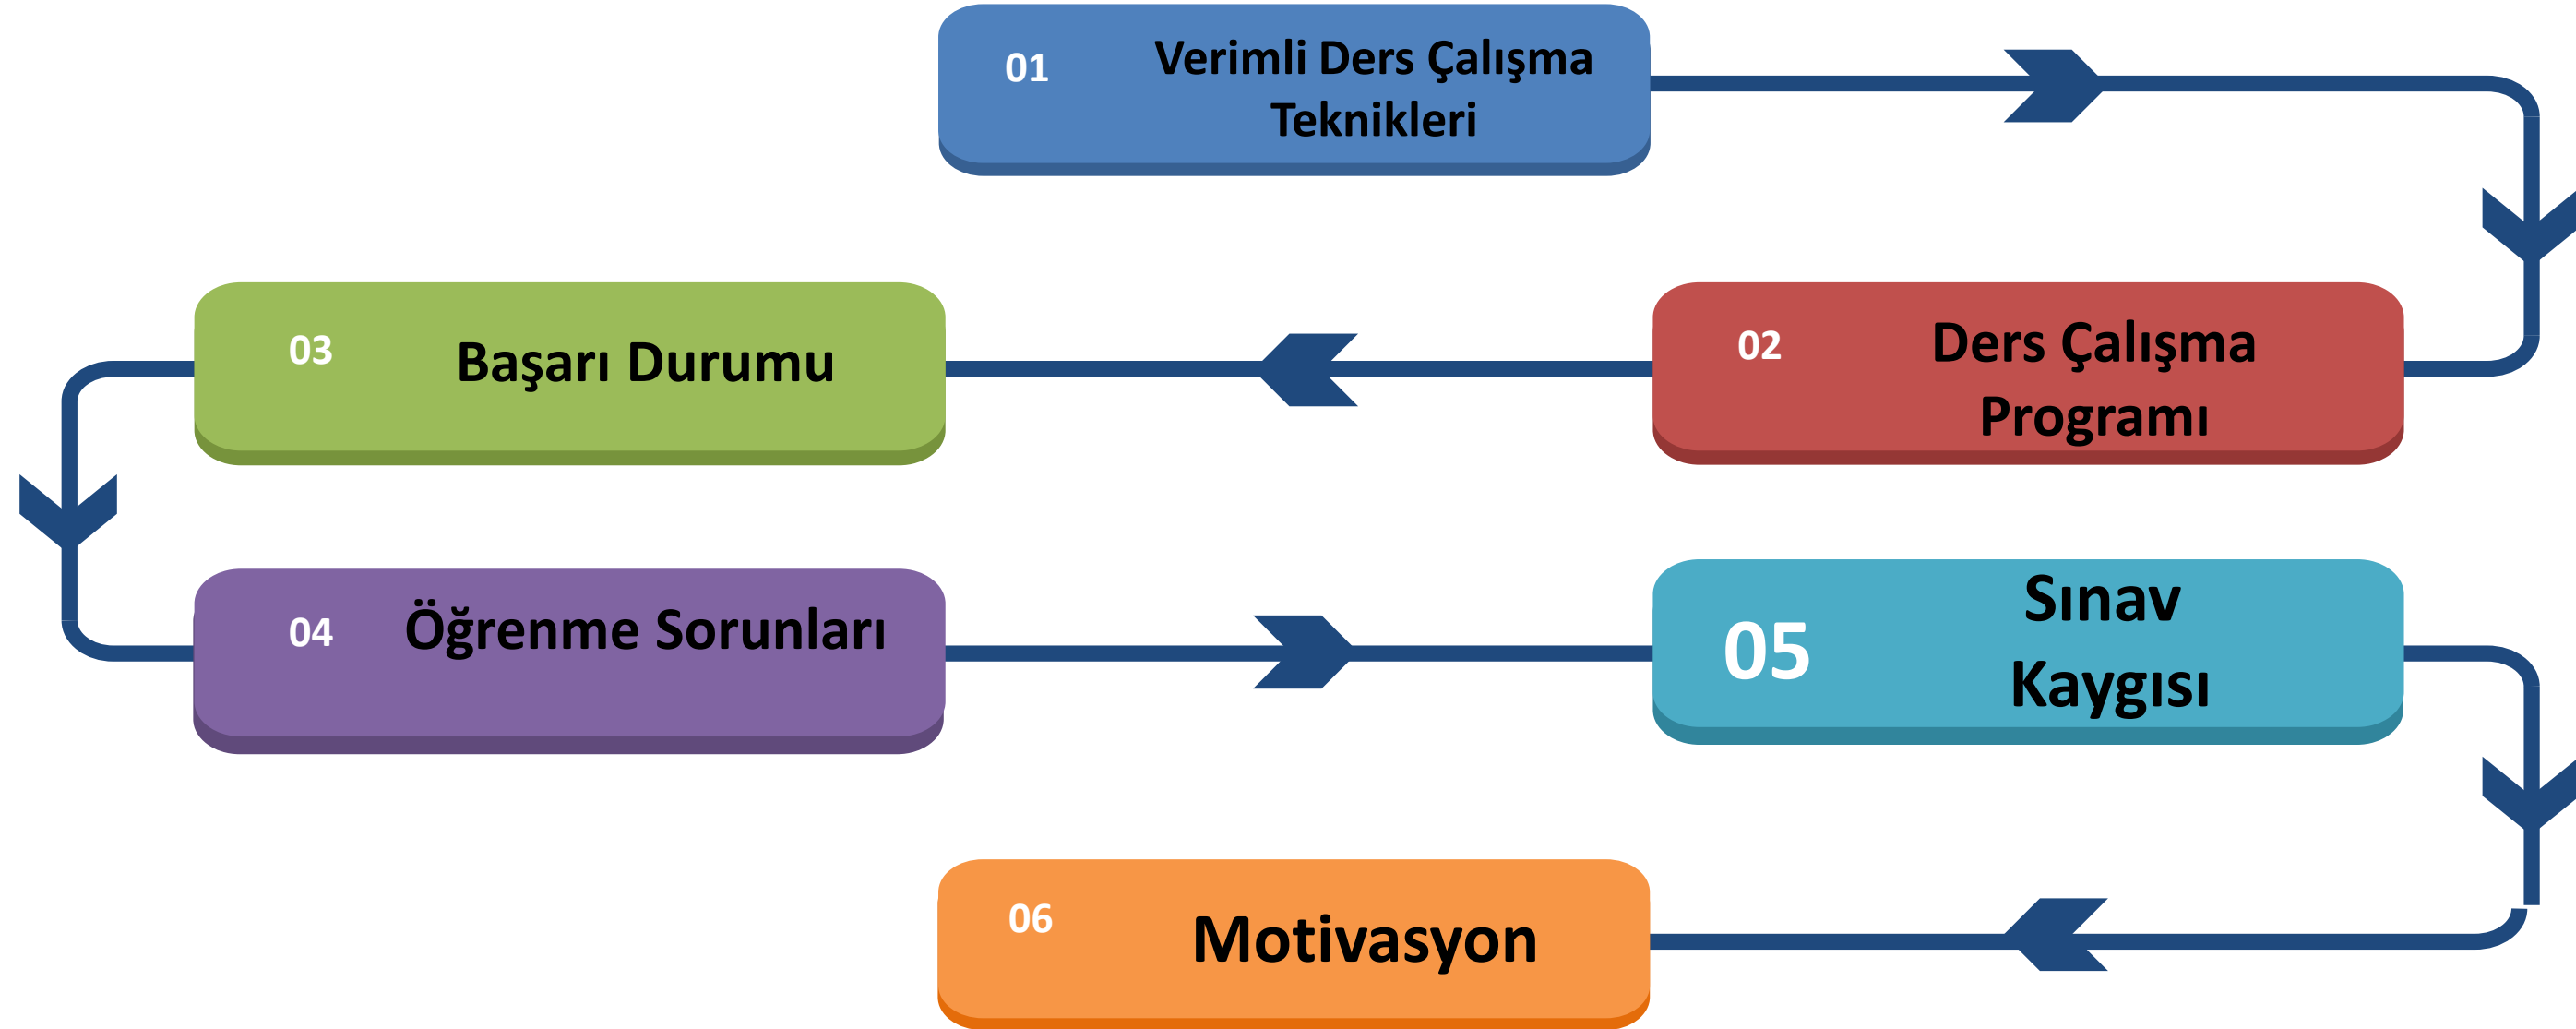 01
Verimli Ders Çalışma
Teknikleri
02
Ders Çalışma
Programı
03
Başarı Durumu
04
Öğrenme Sorunları
05
Sınav
Kaygısı
06
Motivasyon